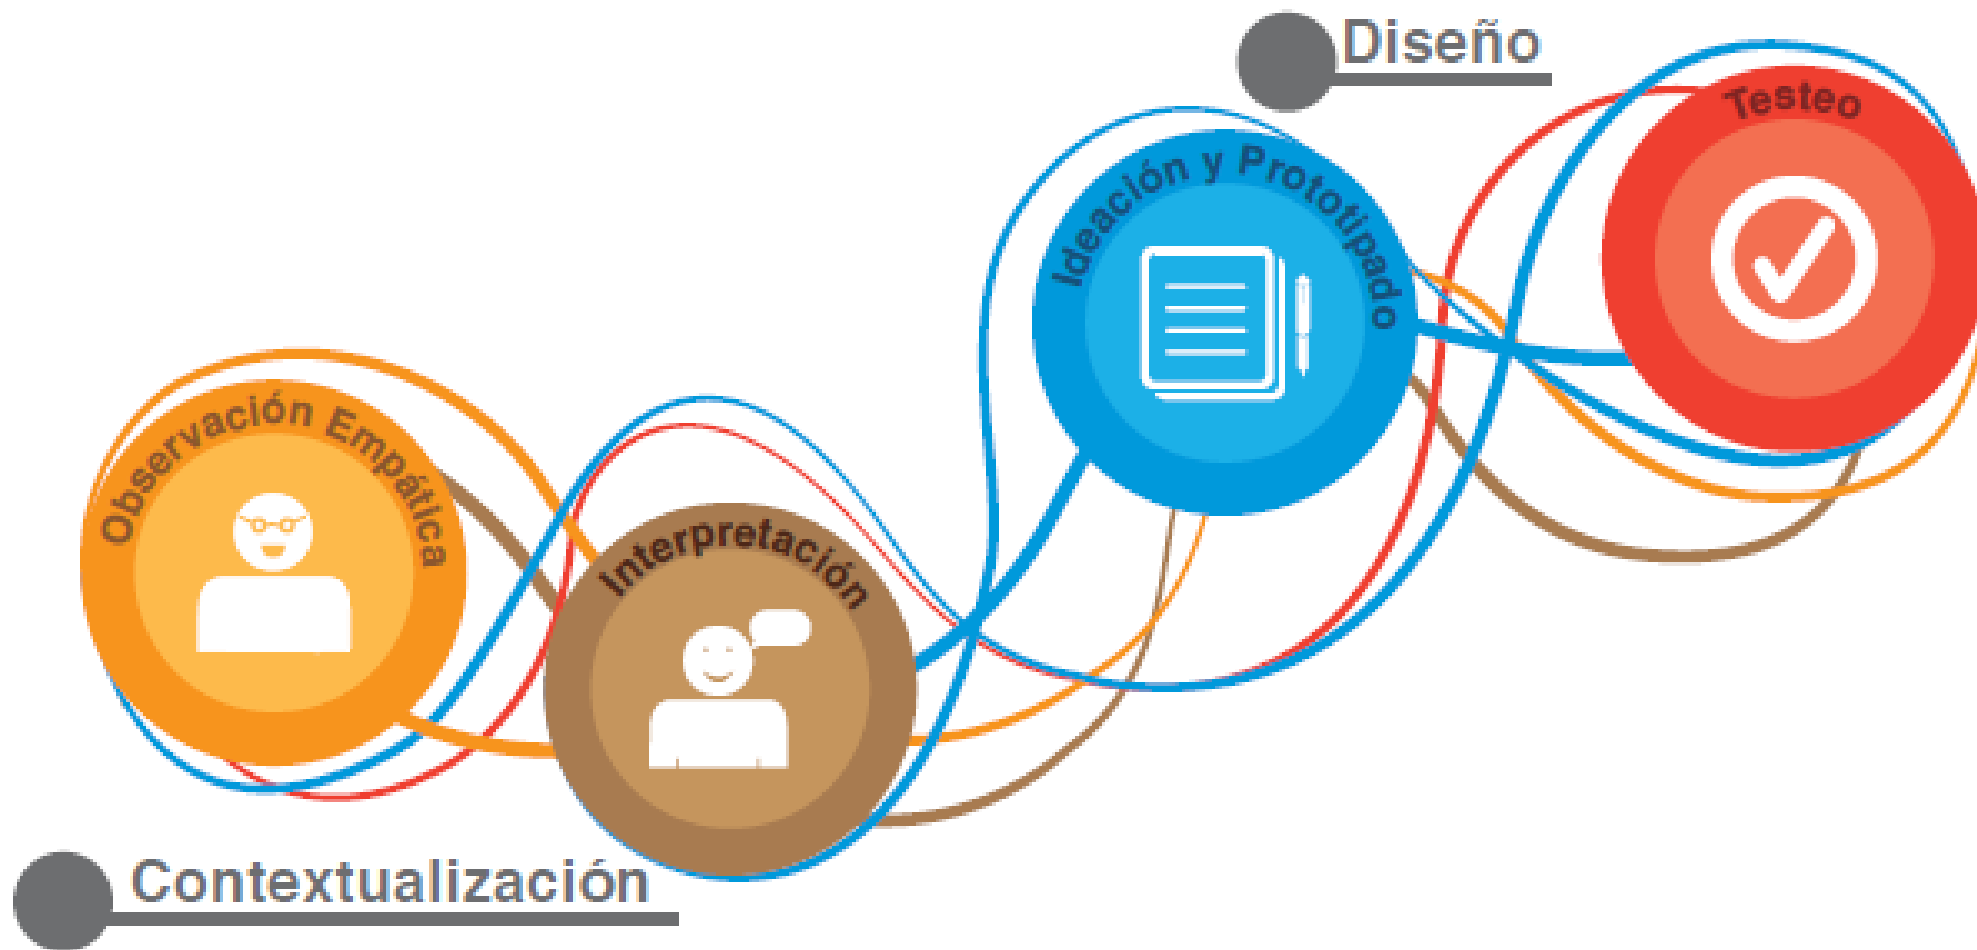 Diseño
Testeo
Ideación y Prototipado
Observación Empática
Interpretación
Contextualización